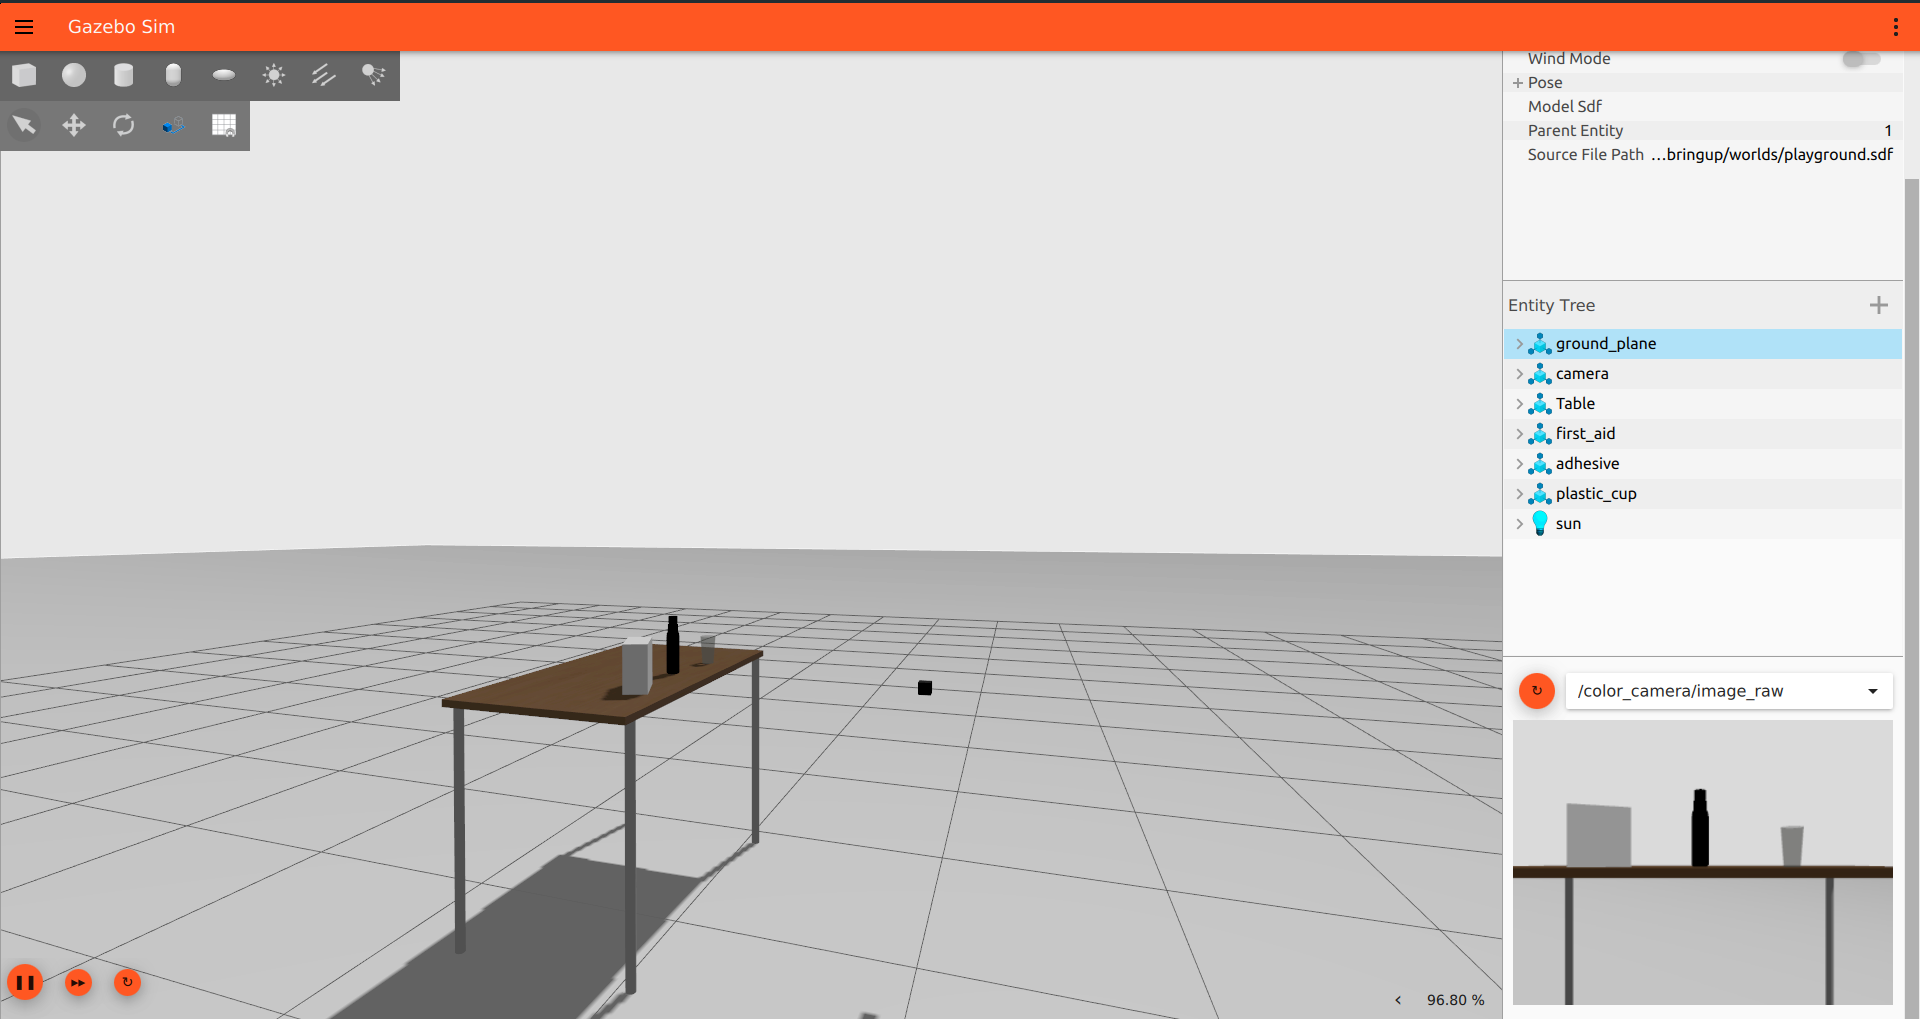 Gazebo Sim
Wind Mode
Pose
Model Sdf
Parent Entity 1
Source File Path ...bringup/worlds/playground.sdf
Entity Tree
ground_plane
camera
Table
first_aid
adhesive
plastic_cup
sun
/color_camera/image_raw
96.80 %